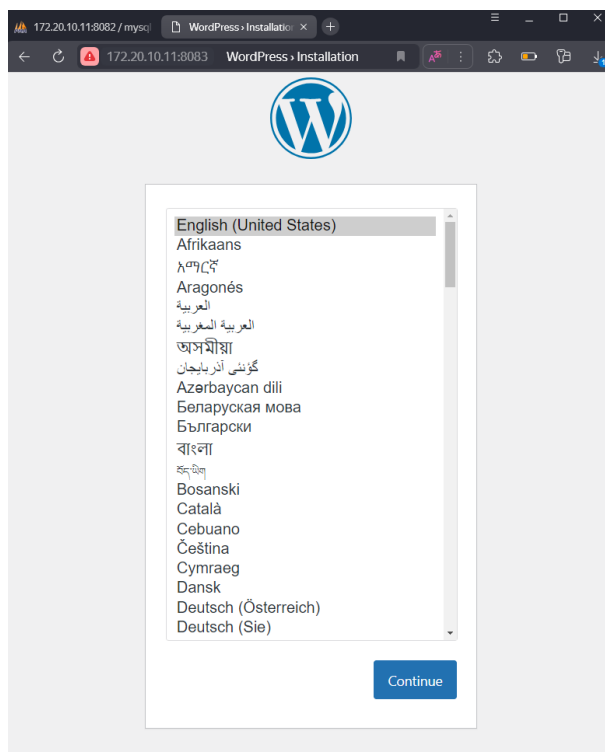 172.20.10.11:8082 / mysql
WordPress › Installation
172.20.10.11:8083 WordPress › Installation
English (United States)
Afrikaans
አማርኛ
Aragonés
العربية
العربية المغربية
অসমীয়া
گؤنئی آذربایجان
Azərbaycan dili
Беларуская мова
Български
বাংলা
བོད་ཡིག
Bosanski
Català
Cebuano
Čeština
Cymraeg
Dansk
Deutsch (Österreich)
Deutsch (Sie)
Continue